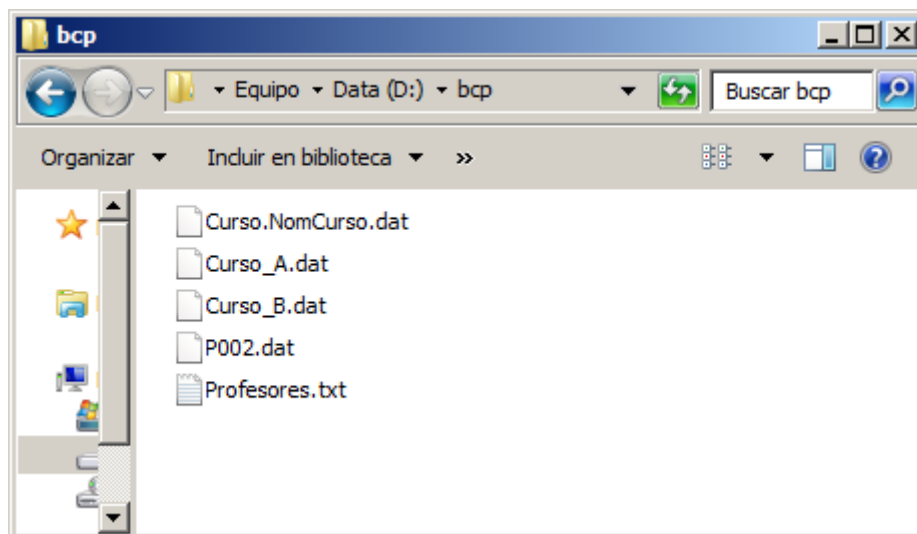 bcp
Equipo Data (D:) bcp
Buscar bcp
Organizar Incluir en biblioteca »
Curso.NomCurso.dat
Curso_A.dat
Curso_B.dat
P002.dat
Profesores.txt